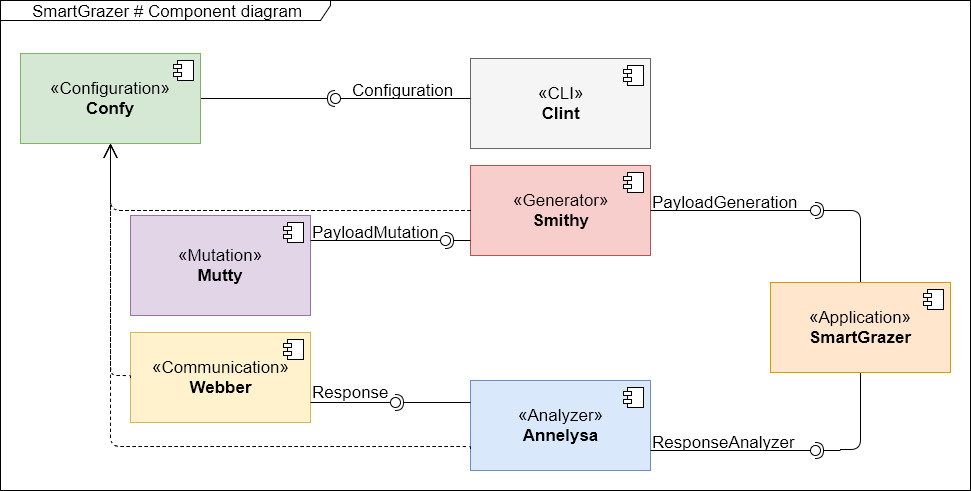 SmartGrazer # Component diagram
«Configuration»
Confy
Configuration
«CLI»
Clint
«Generator»
Smithy
PayloadGeneration
«Mutation»
Mutty
PayloadMutation
«Application»
SmartGrazer
«Communication»
Webber
Response
«Analyzer»
Annelysa
ResponseAnalyzer